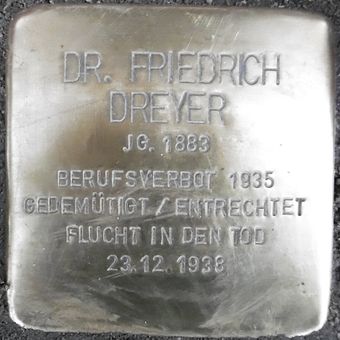 DR. FRIEDRICH
DREYER
JG. 1883
BERUFSVERBOT 1935
GEDEMÜTIGT / ENTRECHTET
FLUCHT IN DEN TOD
23.12.1938